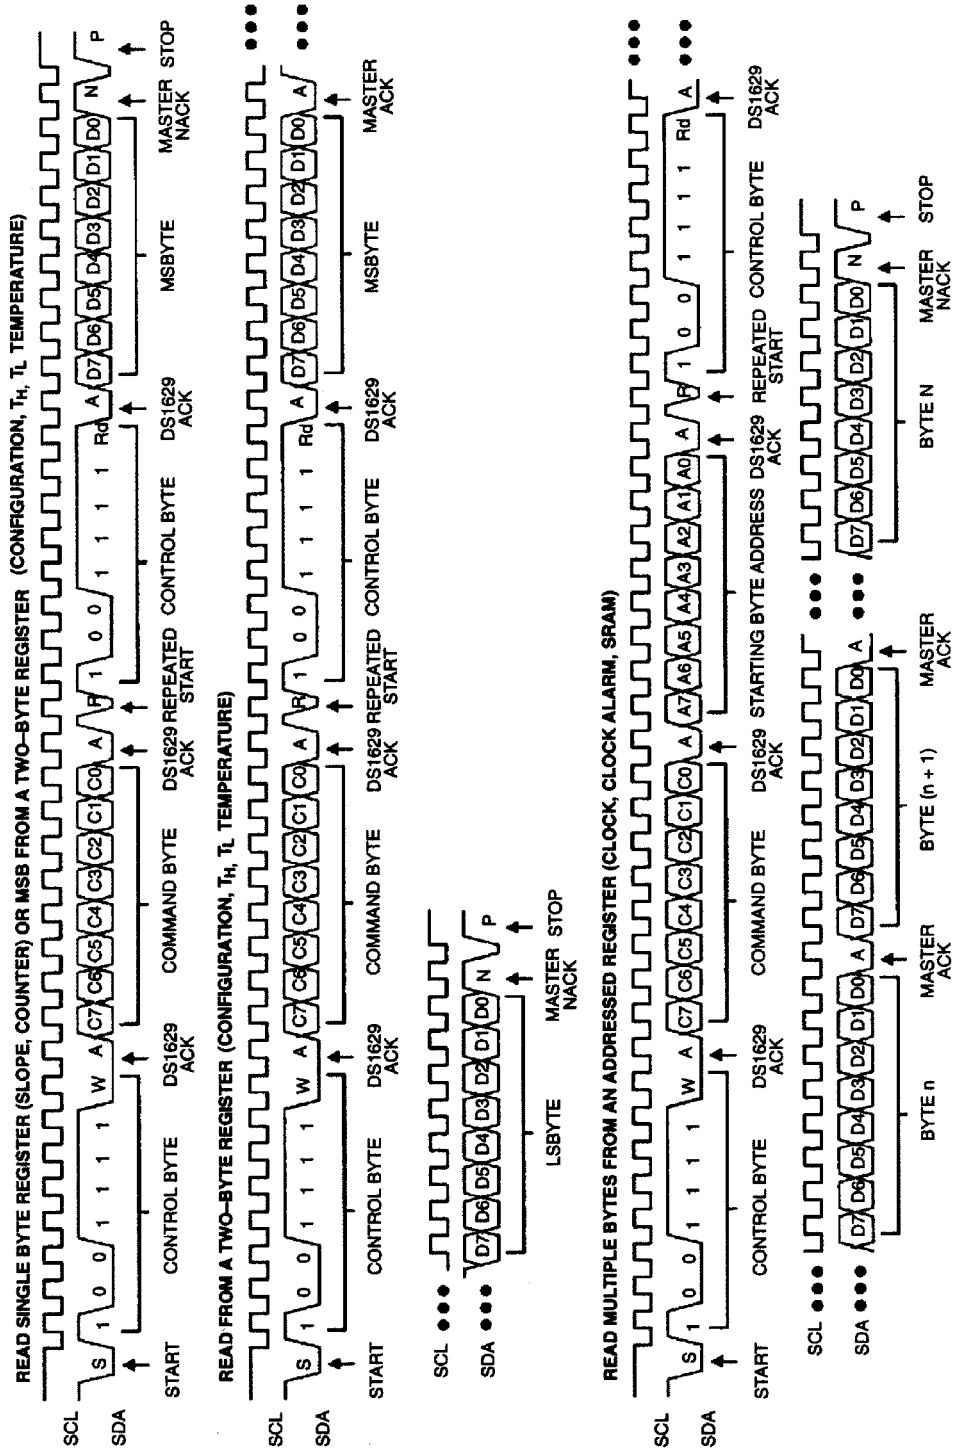 READ SINGLE BYTE REGISTER (SLOPE, COUNTER) OR MSB FROM A TWO–BYTE REGISTER (CONFIGURATION, TH, TL TEMPERATURE)
SCL
SDA S 1 0 0 1 1 1 1 W A C7 C6 C5 C4 C3 C2 C1 C0 A R 1 0 0 1 1 1 1 Rd A D7 D6 D5 D4 D3 D2 D1 D0 N P
START CONTROL BYTE DS1629 ACK COMMAND BYTE DS1629 ACK REPEATED START CONTROL BYTE DS1629 ACK MSBYTE MASTER NACK STOP
READ FROM A TWO–BYTE REGISTER (CONFIGURATION, TH, TL TEMPERATURE)
S 1 0 0 1 1 1 1 W A C7 C6 C5 C4 C3 C2 C1 C0 A R 1 0 0 1 1 1 1 Rd A D7 D6 D5 D4 D3 D2 D1 D0 A
START CONTROL BYTE DS1629 ACK COMMAND BYTE DS1629 ACK REPEATED START CONTROL BYTE DS1629 ACK MSBYTE MASTER ACK
SCL
SDA D7 D6 D5 D4 D3 D2 D1 D0 N P
LSBYTE MASTER NACK STOP
READ MULTIPLE BYTES FROM AN ADDRESSED REGISTER (CLOCK, CLOCK ALARM, SRAM)
SCL
SDA S 1 0 0 1 1 1 1 W A C7 C6 C5 C4 C3 C2 C1 C0 A A7 A6 A5 A4 A3 A2 A1 A0 A R 1 0 0 1 1 1 1 Rd A
START CONTROL BYTE DS1629 ACK COMMAND BYTE DS1629 ACK STARTING BYTE ADDRESS DS1629 ACK REPEATED START CONTROL BYTE DS1629 ACK
SCL
SDA D7 D6 D5 D4 D3 D2 D1 D0 A D7 D6 D5 D4 D3 D2 D1 D0 A D7 D6 D5 D4 D3 D2 D1 D0 N P
BYTE n MASTER ACK BYTE (n + 1) MASTER ACK BYTE N MASTER NACK STOP